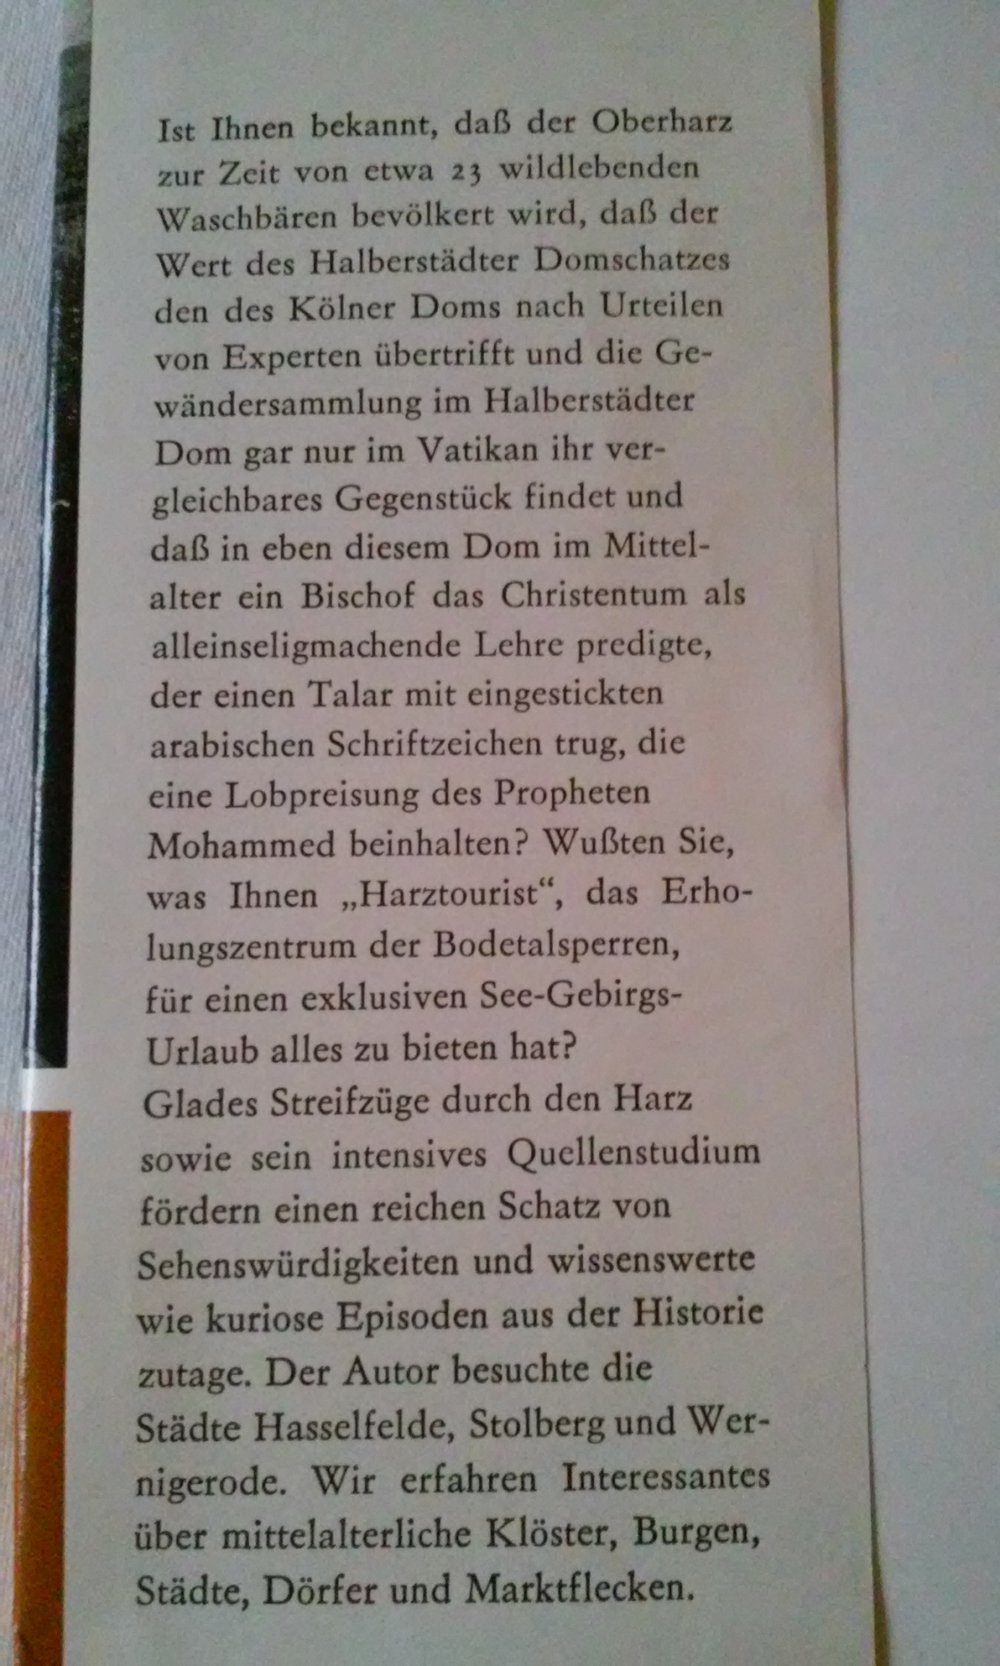 Ist Ihnen bekannt, daß der Oberharz
zur Zeit von etwa 23 wildlebenden
Waschbären bevölkert wird, daß der
Wert des Halberstädter Domschatzes
den des Kölner Doms nach Urteilen
von Experten übertrifft und die Ge-
wändersammlung im Halberstädter
Dom gar nur im Vatikan ihr ver-
gleichbares Gegenstück findet und
daß in eben diesem Dom im Mittel-
alter ein Bischof das Christentum als
alleinseligmachende Lehre predigte,
der einen Talar mit eingestickten
arabischen Schriftzeichen trug, die
eine Lobpreisung des Propheten
Mohammed beinhalten? Wußten Sie,
was Ihnen „Harztourist“, das Erho-
lungszentrum der Bodetalsperren,
für einen exklusiven See-Gebirgs-
Urlaub alles zu bieten hat?
Glades Streifzüge durch den Harz
sowie sein intensives Quellenstudium
fördern einen reichen Schatz von
Sehenswürdigkeiten und wissenswerte
wie kuriose Episoden aus der Historie
zutage. Der Autor besuchte die
Städte Hasselfelde, Stolberg und Wer-
nigerode. Wir erfahren Interessantes
über mittelalterliche Klöster, Burgen,
Städte, Dörfer und Marktflecken.